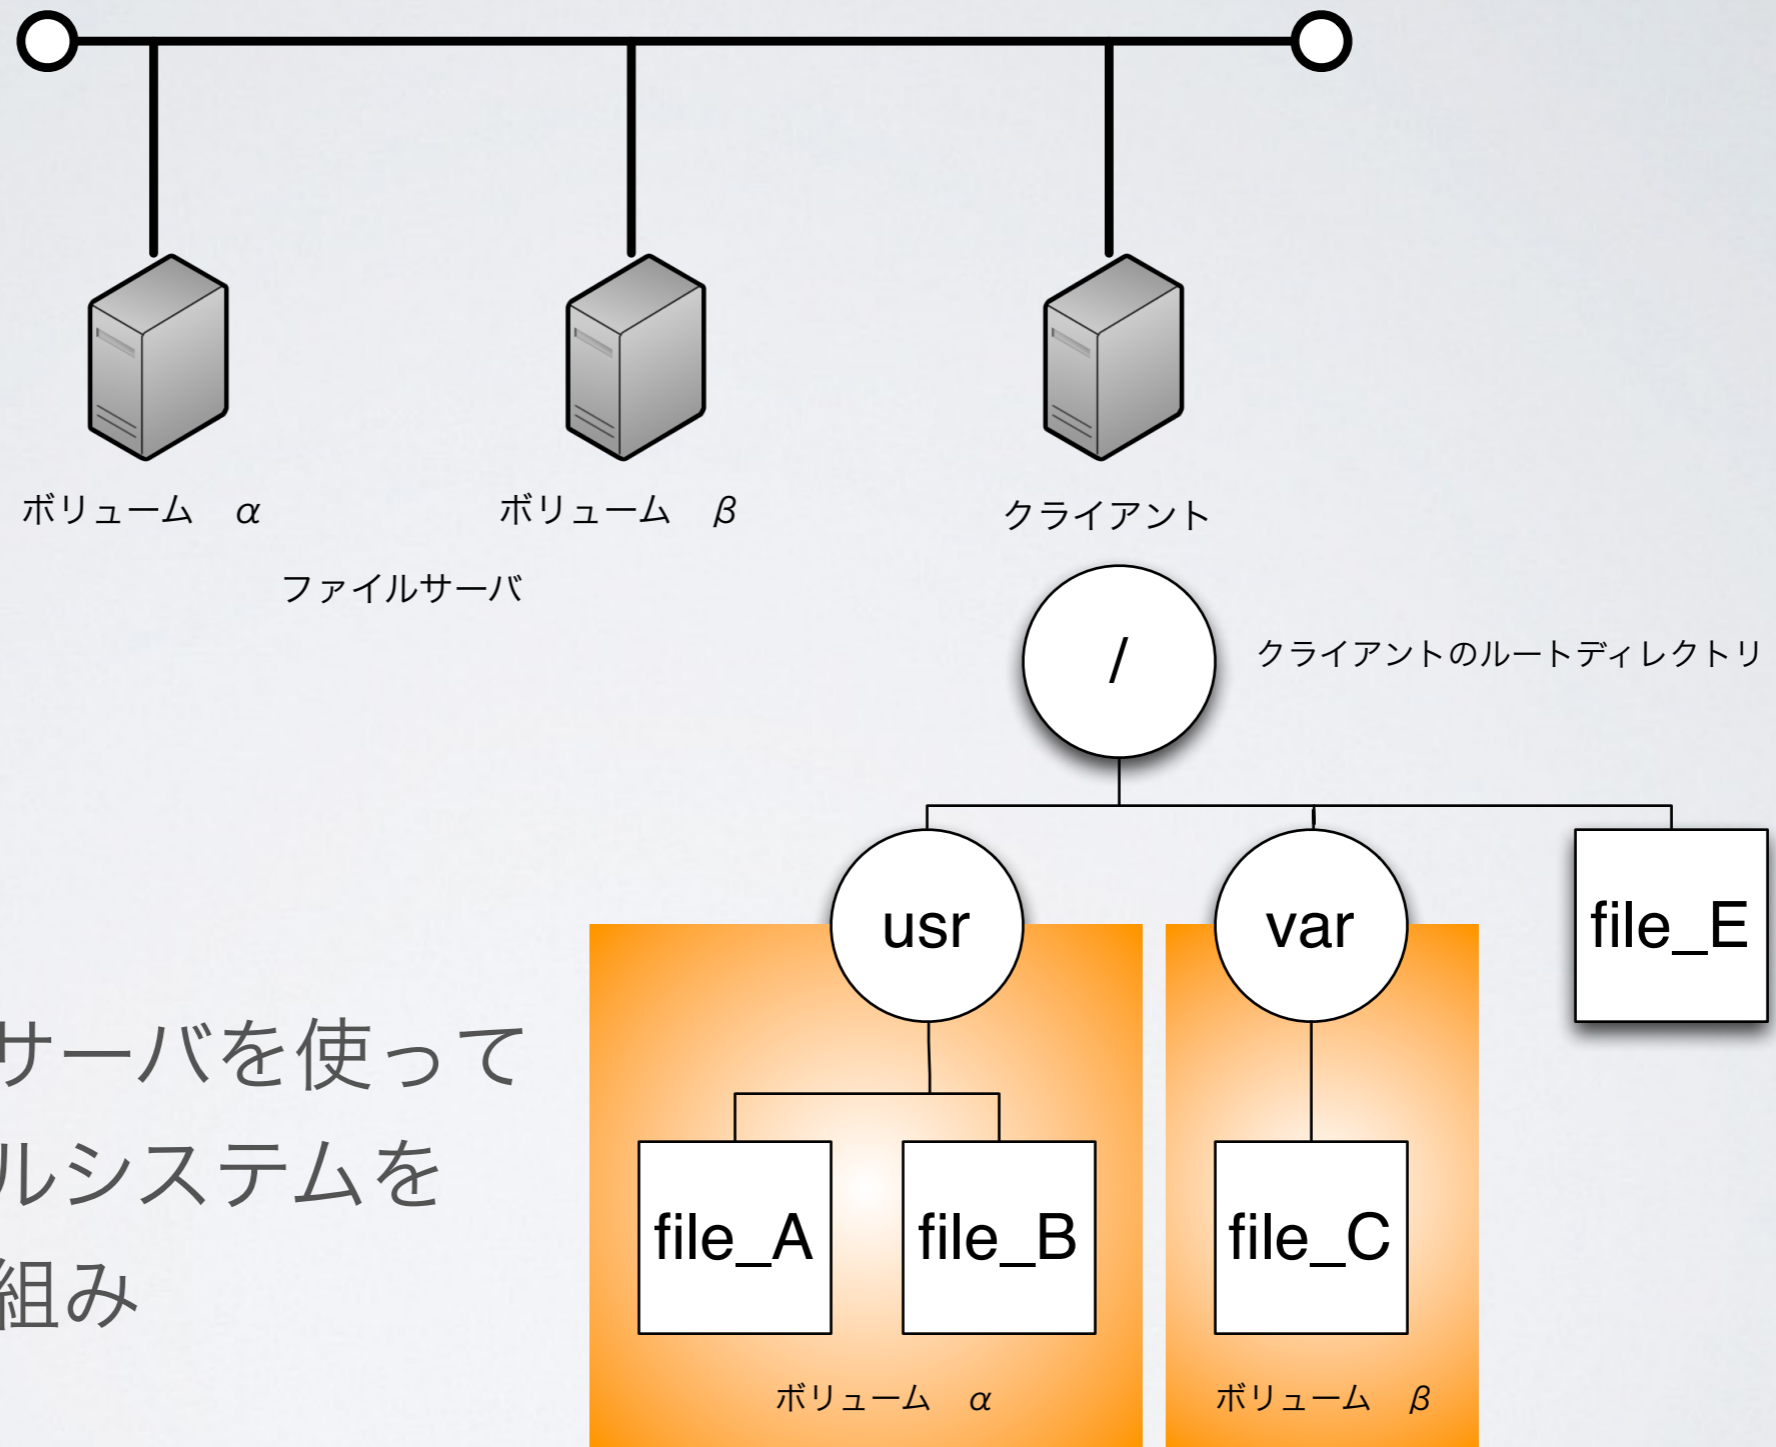 ボリューム　α
ボリューム　β
クライアント
ファイルサーバ
/
クライアントのルートディレクトリ
usr
var
file_E
サーバを使って
ルシステムを
組み
file_A
file_B
file_C
ボリューム　α
ボリューム　β